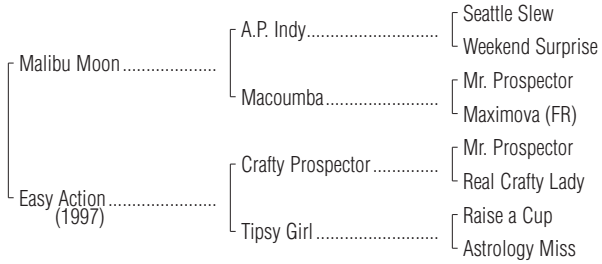 Seattle Slew
A.P. Indy
Weekend Surprise
Malibu Moon
Mr. Prospector
Macoumba
Maximova (FR)
Mr. Prospector
Crafty Prospector
Real Crafty Lady
Easy Action
(1997)
Raise a Cup
Tipsy Girl
Astrology Miss